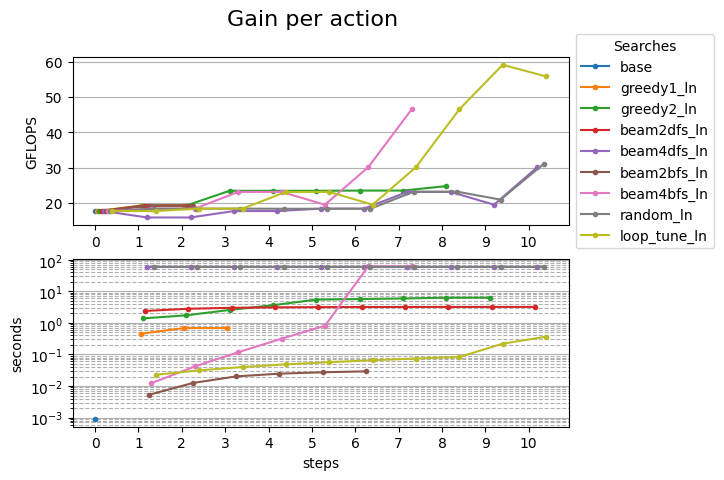 Gain per action
60
50
40
30
20
GFLOPS
0 1 2 3 4 5 6 7 8 9 10
Searches
base
greedy1_ln
greedy2_ln
beam2dfs_ln
beam4dfs_ln
beam2bfs_ln
beam4bfs_ln
random_ln
loop_tune_ln
10²
10¹
10⁰
10⁻¹
10⁻²
10⁻³
seconds
0 1 2 3 4 5 6 7 8 9 10
steps